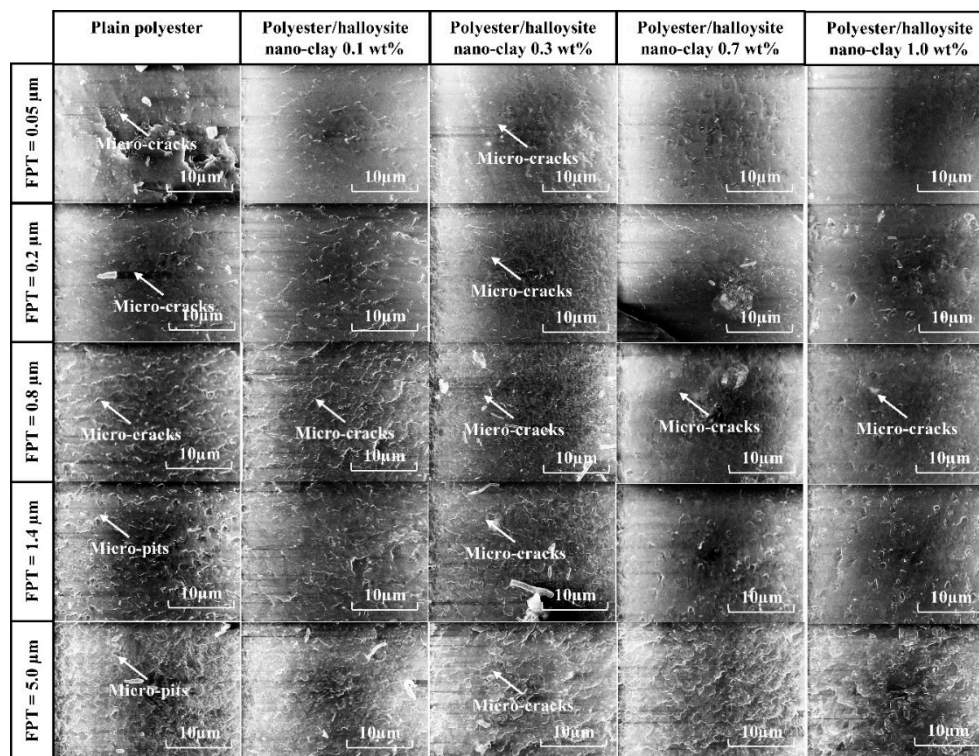 Plain polyester
Polyester/halloysite
nano-clay 0.1 wt%
Polyester/halloysite
nano-clay 0.3 wt%
Polyester/halloysite
nano-clay 0.7 wt%
Polyester/halloysite
nano-clay 1.0 wt%
FPT = 0.05 µm
Micro-cracks
10µm
10µm
Micro-cracks
10µm
10µm
10µm
FPT = 0.2 µm
Micro-cracks
10µm
10µm
Micro-cracks
10µm
10µm
10µm
FPT = 0.8 µm
Micro-cracks
10µm
Micro-cracks
10µm
Micro-cracks
10µm
Micro-cracks
10µm
Micro-cracks
10µm
FPT = 1.4 µm
Micro-pits
10µm
10µm
Micro-cracks
10µm
10µm
10µm
FPT = 5.0 µm
Micro-pits
10µm
10µm
Micro-cracks
10µm
10µm
10µm